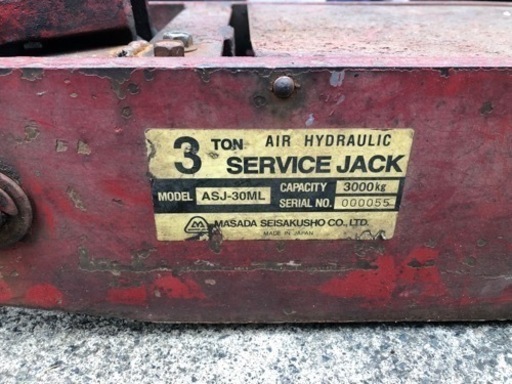 3 TON AIR HYDRAULIC
SERVICE JACK
MODEL ASJ-30ML CAPACITY 3000kg
SERIAL NO. 000055
MASADA SEISAKUSHO CO., LTD.
MADE IN JAPAN